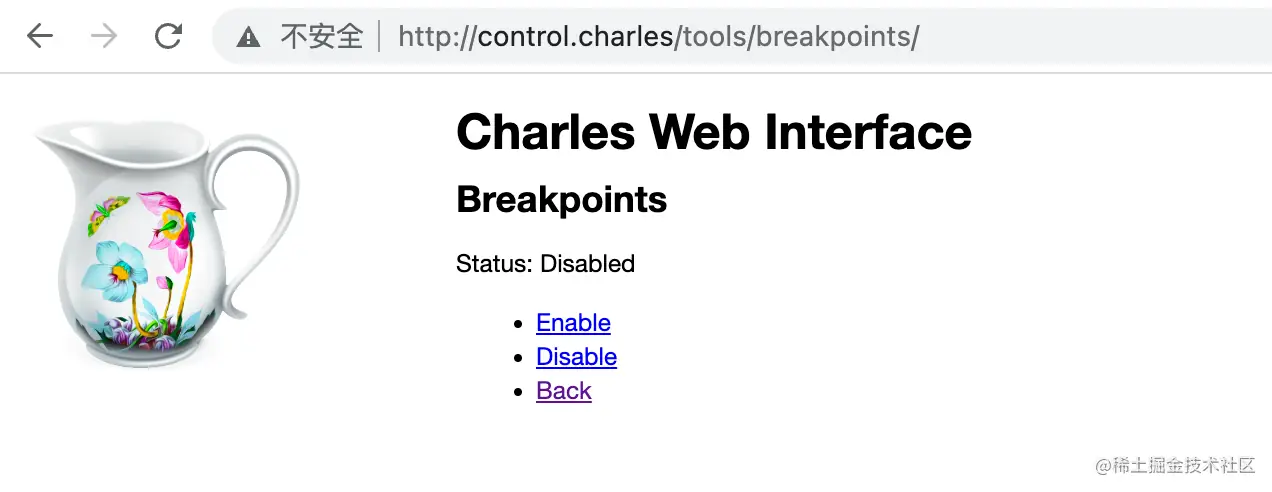 不安全 | http://control.charles/tools/breakpoints/
Charles Web Interface
Breakpoints
Status: Disabled
Enable
Disable
Back
@稀土掘金技术社区